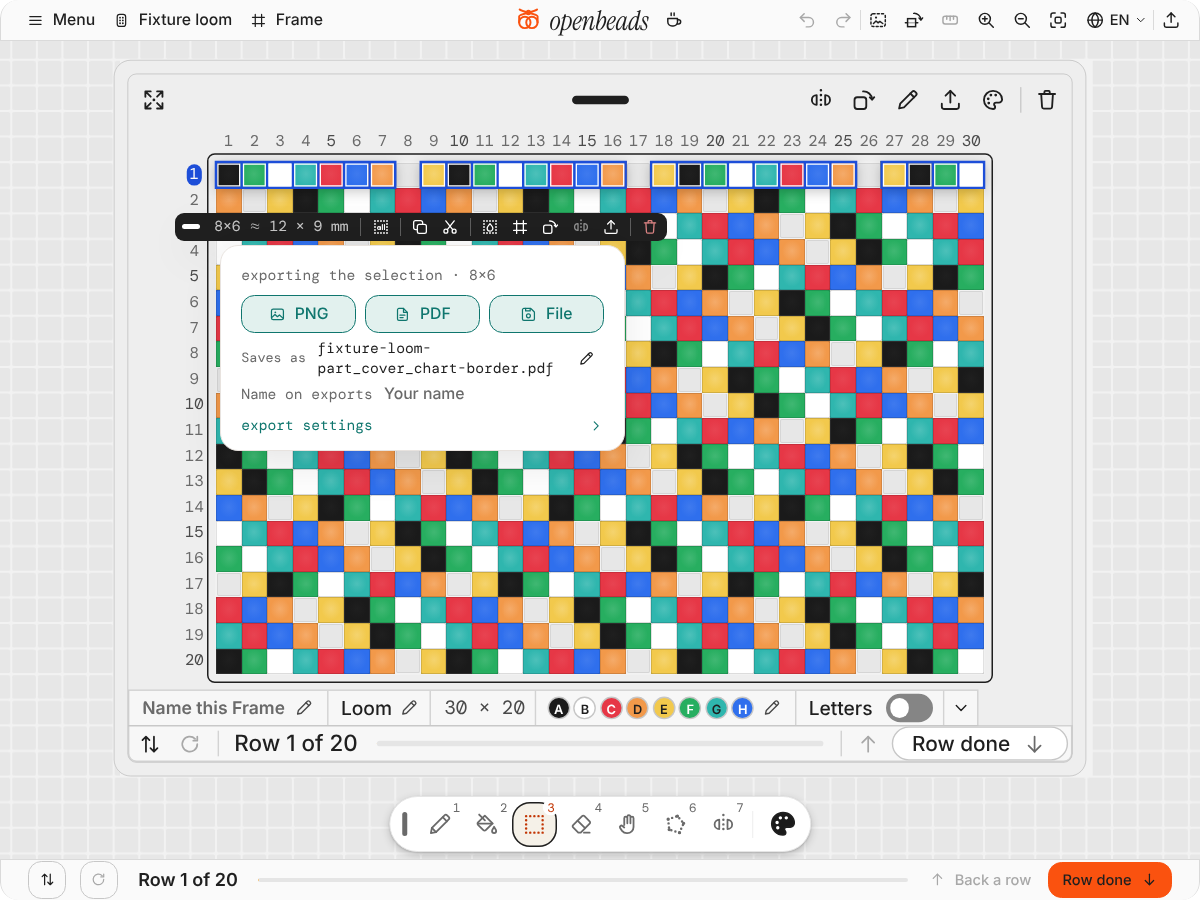 Menu Fixture loom Frame openbeads EN
1 2 3 4 5 6 7 8 9 10 11 12 13 14 15 16 17 18 19 20 21 22 23 24 25 26 27 28 29 30
1
2
8×6 ≈ 12 × 9 mm all
4
exporting the selection · 8×6
5
6
PNG PDF File
7
Saves as fixture-loom-
part_cover_chart-border.pdf
8
9
Name on exports Your name
10
11
export settings
12
13
14
15
16
17
18
19
20
Name this Frame Loom 30 × 20 A B C D E F G H Letters
Row 1 of 20 Row done
1 2 3 4 5 6 7
Row 1 of 20 Back a row Row done